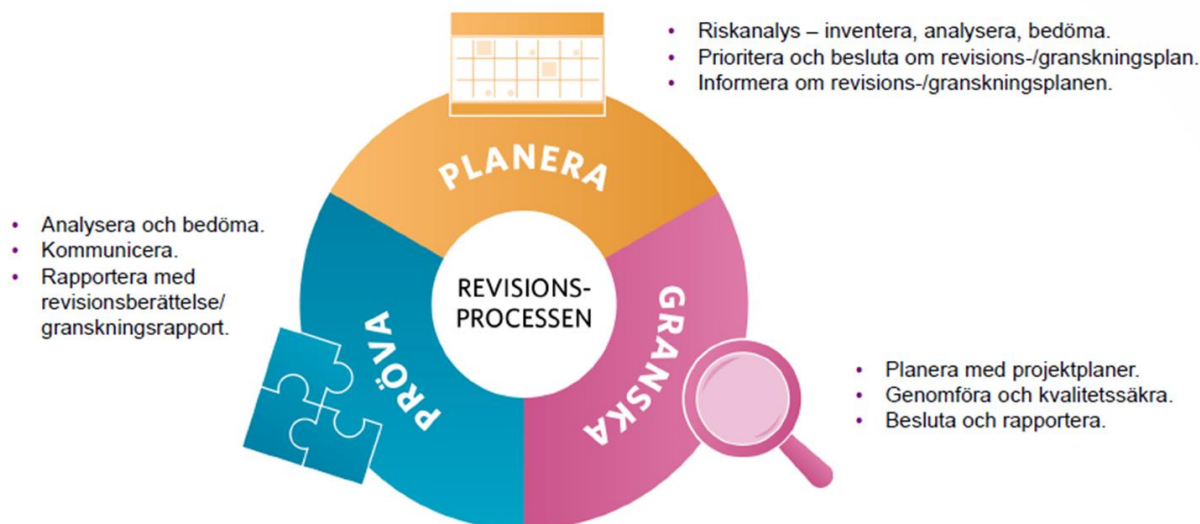 • Riskanalys – inventera, analysera, bedöma.
• Prioritera och besluta om revisions-/granskningsplan.
• Informera om revisions-/granskningsplanen.
PLANERA
• Analysera och bedöma.
• Kommunicera.
• Rapportera med
revisionsberättelse/
granskningsrapport.
REVISIONS-
PROCESSEN
GRANSKA
PRÖVA
• Planera med projektplaner.
• Genomföra och kvalitetssäkra.
• Besluta och rapportera.